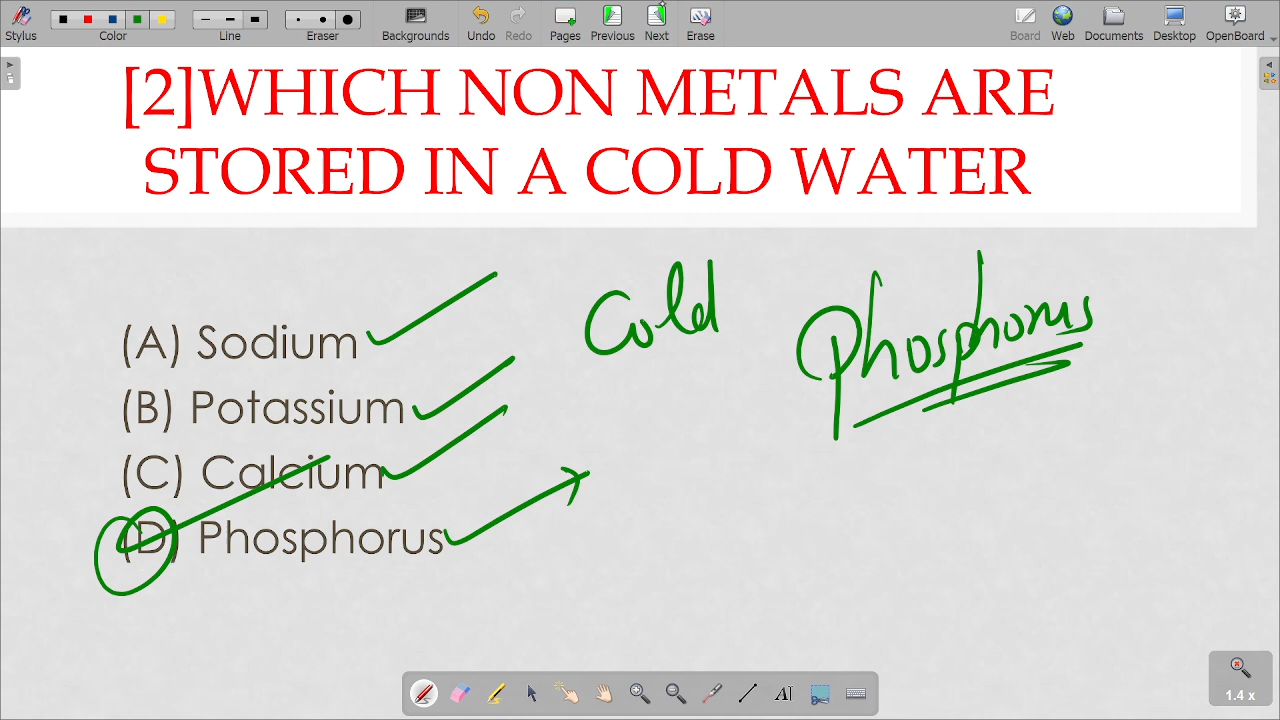 Stylus
Color
Line
Eraser
Backgrounds
Undo
Redo
Pages
Previous
Next
Erase
Board
Web
Documents
Desktop
OpenBoard
[2]WHICH NON METALS ARE
STORED IN A COLD WATER
(A) Sodium
(B) Potassium
(C) Calcium
(D) Phosphorus
Cold
Phosphorus
AI
1.4 x